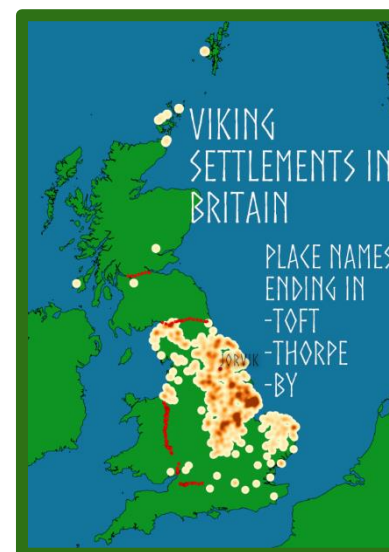 VIKING
SETTLEMENTS IN
BRITAIN
PLACE NAMES
ENDING IN
-TOFT
-THORPE
-BY
JORVIK